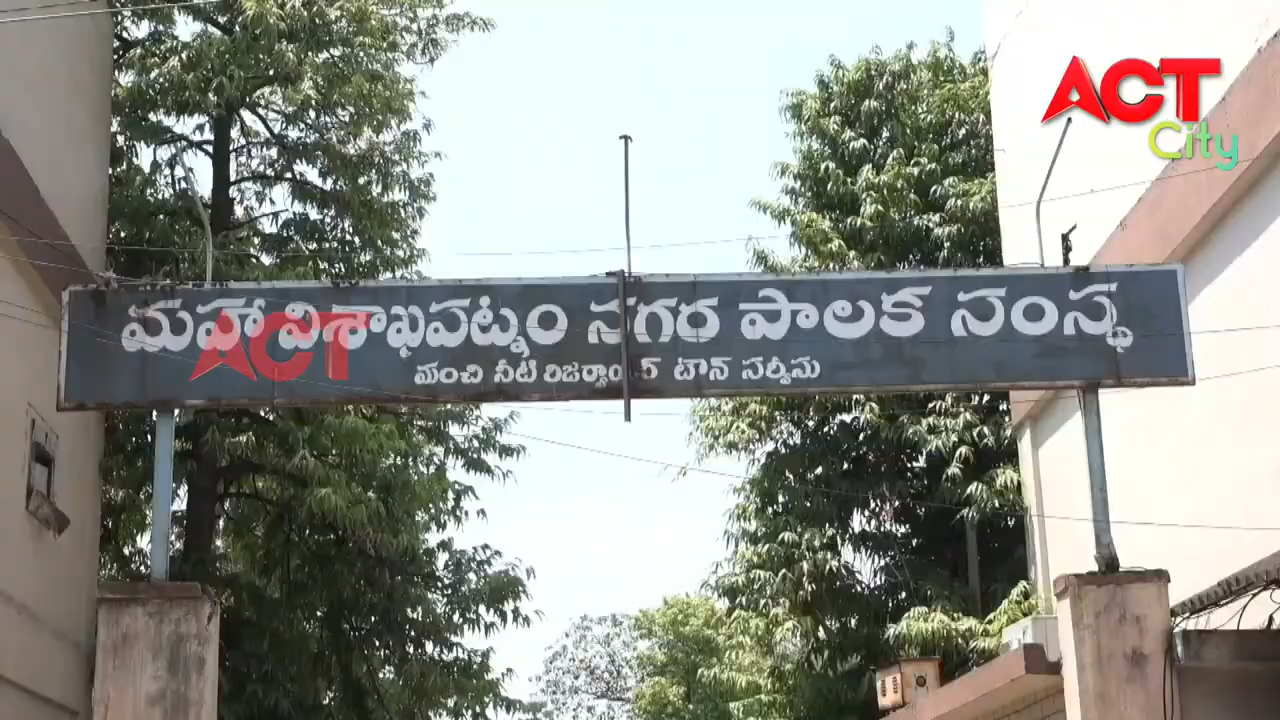 ACT
City
మహా విశాఖపట్నం నగర పాలక సంస్థ
ACT
మంచి నీటి రిజర్వాయర్ టౌన్ సర్వీసు